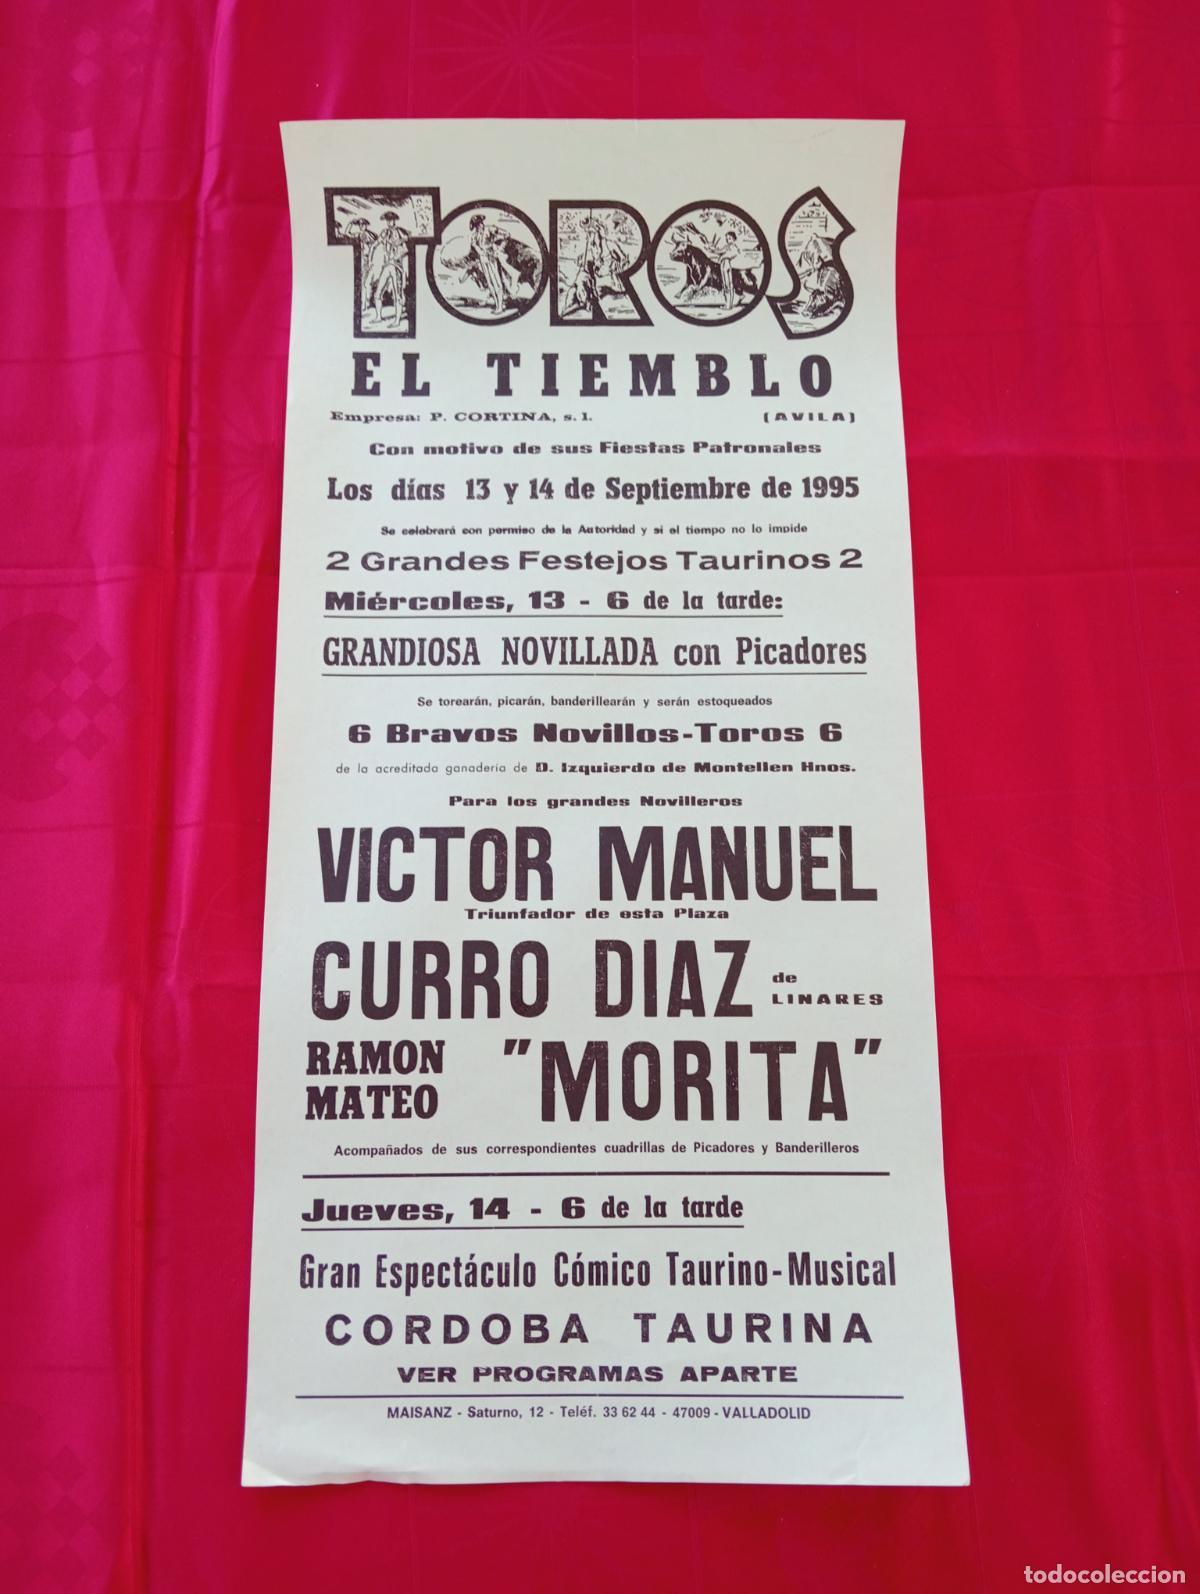 TOROS
EL TIEMBLO
Empresa: P. CORTINA, s. l. (AVILA)
Con motivo de sus Fiestas Patronales
Los días 13 y 14 de Septiembre de 1995
Se celebrará con permiso de la Autoridad y si el tiempo no lo impide
2 Grandes Festejos Taurinos 2
Miércoles, 13 - 6 de la tarde:
GRANDIOSA NOVILLADA con Picadores
Se torearán, picarán, banderillearán y serán estoqueados
6 Bravos Novillos-Toros 6
de la acreditada ganadería de D. Izquierdo de Montellen Hnos.
Para los grandes Novilleros
VICTOR MANUEL
Triunfador de esta Plaza
CURRO DIAZ de LINARES
RAMON MATEO "MORITA"
Acompañados de sus correspondientes cuadrillas de Picadores y Banderilleros
Jueves, 14 - 6 de la tarde
Gran Espectáculo Cómico Taurino-Musical
CORDOBA TAURINA
VER PROGRAMAS APARTE
MAISANZ - Saturno, 12 - Teléf. 33 62 44 - 47009 - VALLADOLID
todocoleccion